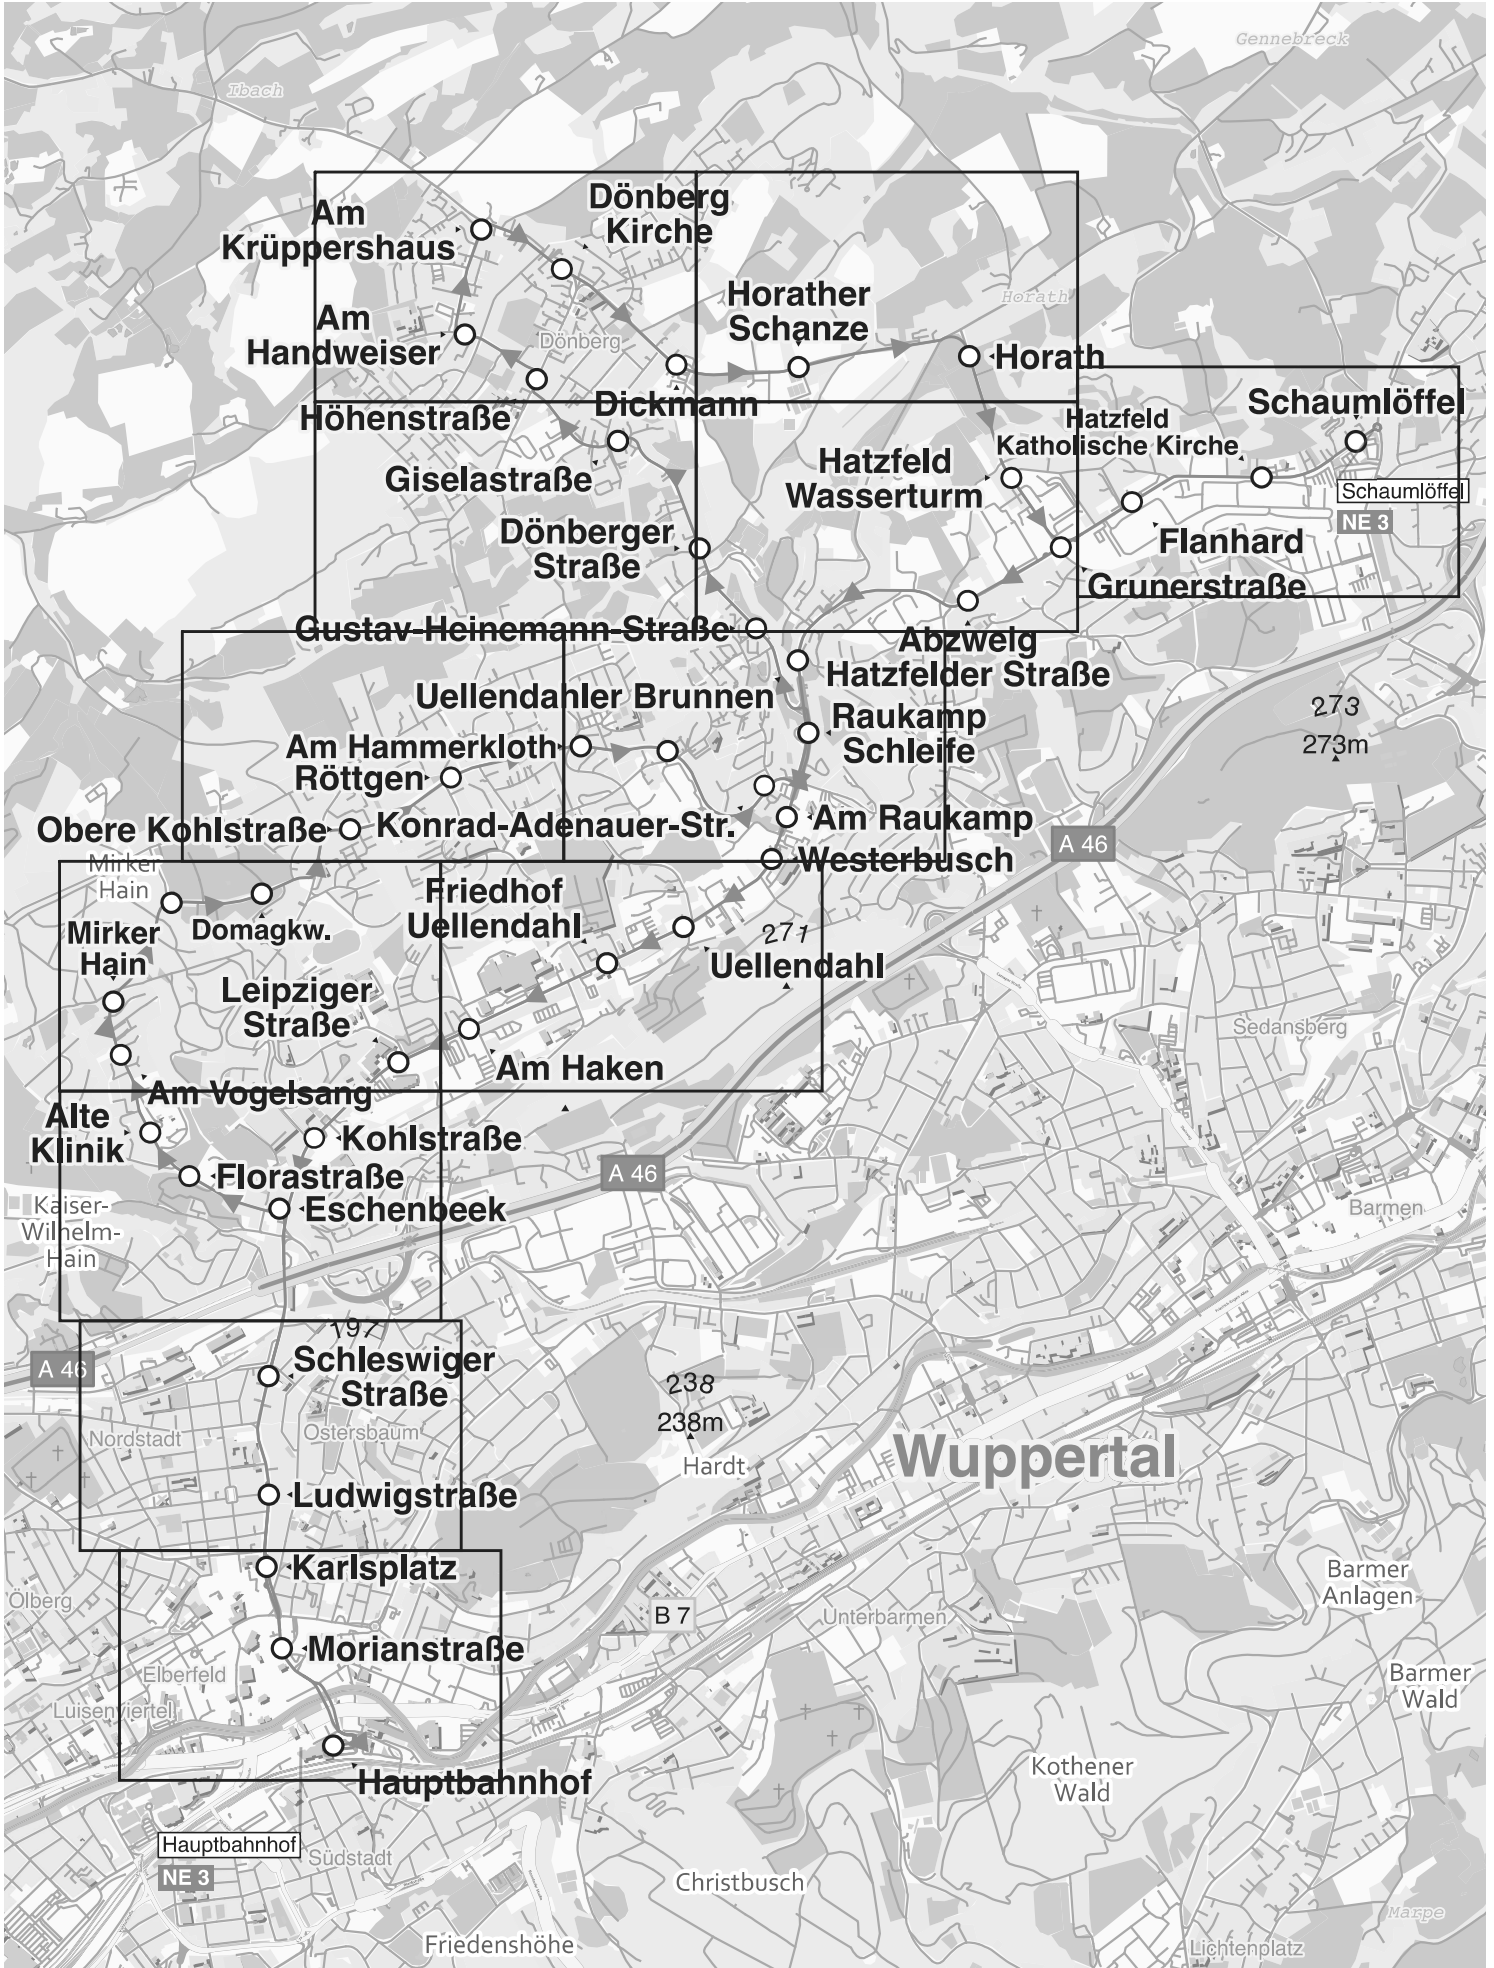 Gennebreck
Ibach
Dönberg
Kirche
Am
Krüppershaus
Horather
Schanze
Horath
Am
Handweiser
Dönberg
Horath
Dickmann
Höhenstraße
Schaumlöffel
Hatzfeld
Katholische Kirche
Giselastraße
Hatzfeld
Wasserturm
Schaumlöffel
NE 3
Dönberger
Straße
Flanhard
Grunerstraße
Gustav-Heinemann-Straße
Abzweig
Hatzfelder Straße
Uellendahler Brunnen
273
273m
Raukamp
Schleife
Am Hammerkloth
Röttgen
Obere Kohlstraße
Konrad-Adenauer-Str.
Am Raukamp
A 46
Westerbusch
Mirker
Hain
Friedhof
Uellendahl
Domagkw.
Mirker
Hain
271
Uellendahl
Leipziger
Straße
Sedansberg
Am Haken
Am Vogelsang
Alte
Klinik
Kohlstraße
A 46
Florastraße
Eschenbeek
Kaiser-
Wilhelm-
Hain
Barmen
197
Schleswiger
Straße
A 46
238
238m
Nordstadt
Ostersbaum
Hardt
Wuppertal
Ludwigstraße
Karlsplatz
Barmer
Anlagen
Ölberg
B 7
Unterbarmen
Morianstraße
Elberfeld
Barmer
Wald
Luisenviertel
Kothener
Wald
Hauptbahnhof
Hauptbahnhof
NE 3
Südstadt
Christbusch
Marpe
Friedenshöhe
Lichtenplatz